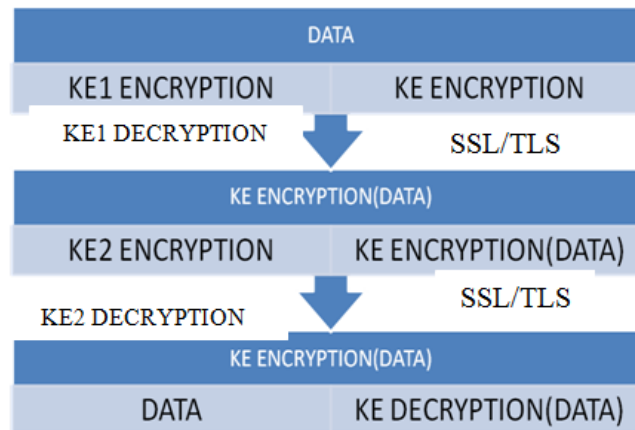 DATA
KE1 ENCRYPTION KE ENCRYPTION
KE1 DECRYPTION SSL/TLS
KE ENCRYPTION(DATA)
KE2 ENCRYPTION KE ENCRYPTION(DATA)
KE2 DECRYPTION SSL/TLS
KE ENCRYPTION(DATA)
DATA KE DECRYPTION(DATA)